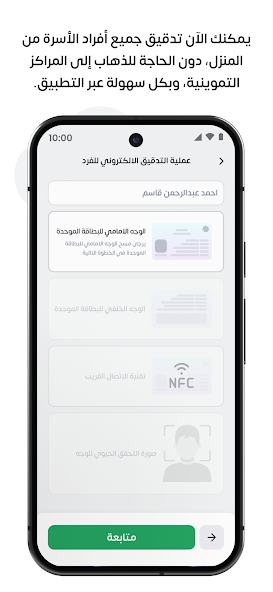 يمكنك الآن تدقيق جميع أفراد الأسرة من
المنزل، دون الحاجة للذهاب إلى المراكز
التموينية، وبكل سهولة عبر التطبيق.
10:00
عملية التدقيق الالكتروني للفرد
احمد عبدالرحمن قاسم
الوجه الامامي للبطاقة الموحدة
يرجى مسح الوجه الامامي للبطاقة
الموحدة في الخطوة التالية
الوجه الخلفي للبطاقة الموحدة
تقنية الاتصال القريب
NFC
صورة التحقق الحيوي للوجه
متابعة